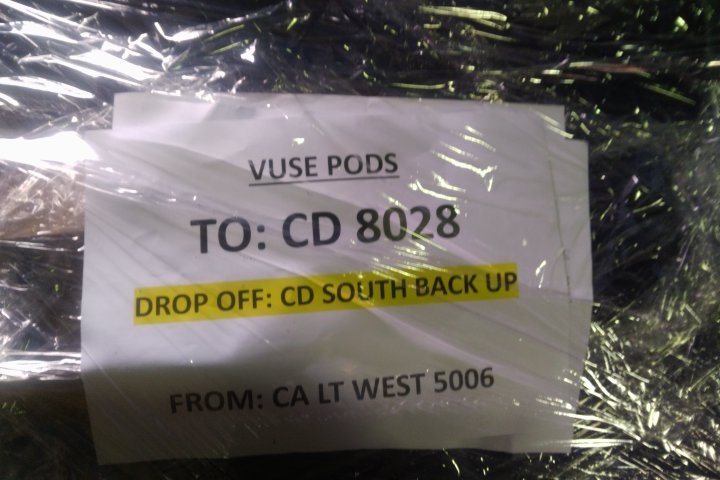 VUSE PODS
TO: CD 8028
DROP OFF: CD SOUTH BACK UP
FROM: CA LT WEST 5006